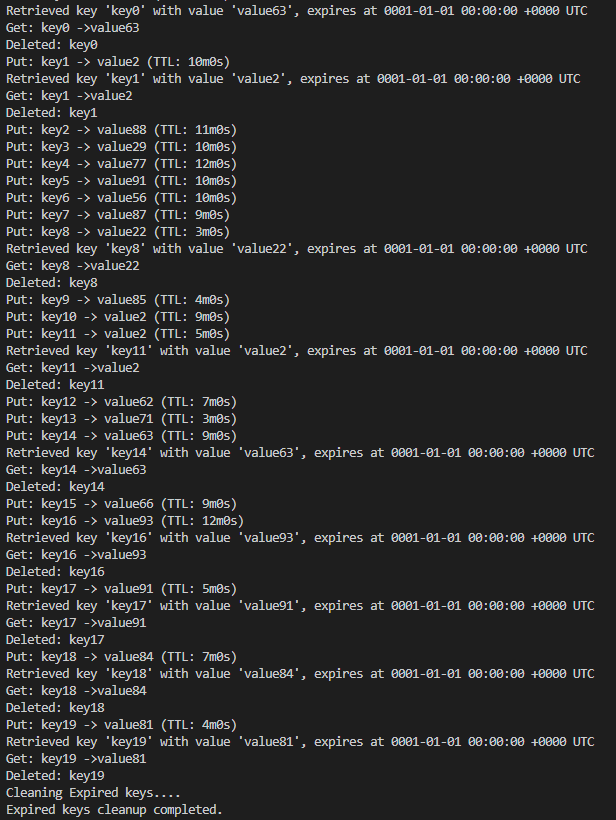 Retrieved key 'key0' with value 'value63', expires at 0001-01-01 00:00:00 +0000 UTC
Get: key0 ->value63
Deleted: key0
Put: key1 -> value2 (TTL: 10m0s)
Retrieved key 'key1' with value 'value2', expires at 0001-01-01 00:00:00 +0000 UTC
Get: key1 ->value2
Deleted: key1
Put: key2 -> value88 (TTL: 11m0s)
Put: key3 -> value29 (TTL: 10m0s)
Put: key4 -> value77 (TTL: 12m0s)
Put: key5 -> value91 (TTL: 10m0s)
Put: key6 -> value56 (TTL: 10m0s)
Put: key7 -> value87 (TTL: 9m0s)
Put: key8 -> value22 (TTL: 3m0s)
Retrieved key 'key8' with value 'value22', expires at 0001-01-01 00:00:00 +0000 UTC
Get: key8 ->value22
Deleted: key8
Put: key9 -> value85 (TTL: 4m0s)
Put: key10 -> value2 (TTL: 9m0s)
Put: key11 -> value2 (TTL: 5m0s)
Retrieved key 'key11' with value 'value2', expires at 0001-01-01 00:00:00 +0000 UTC
Get: key11 ->value2
Deleted: key11
Put: key12 -> value62 (TTL: 7m0s)
Put: key13 -> value71 (TTL: 3m0s)
Put: key14 -> value63 (TTL: 9m0s)
Retrieved key 'key14' with value 'value63', expires at 0001-01-01 00:00:00 +0000 UTC
Get: key14 ->value63
Deleted: key14
Put: key15 -> value66 (TTL: 9m0s)
Put: key16 -> value93 (TTL: 12m0s)
Retrieved key 'key16' with value 'value93', expires at 0001-01-01 00:00:00 +0000 UTC
Get: key16 ->value93
Deleted: key16
Put: key17 -> value91 (TTL: 5m0s)
Retrieved key 'key17' with value 'value91', expires at 0001-01-01 00:00:00 +0000 UTC
Get: key17 ->value91
Deleted: key17
Put: key18 -> value84 (TTL: 7m0s)
Retrieved key 'key18' with value 'value84', expires at 0001-01-01 00:00:00 +0000 UTC
Get: key18 ->value84
Deleted: key18
Put: key19 -> value81 (TTL: 4m0s)
Retrieved key 'key19' with value 'value81', expires at 0001-01-01 00:00:00 +0000 UTC
Get: key19 ->value81
Deleted: key19
Cleaning Expired keys....
Expired keys cleanup completed.